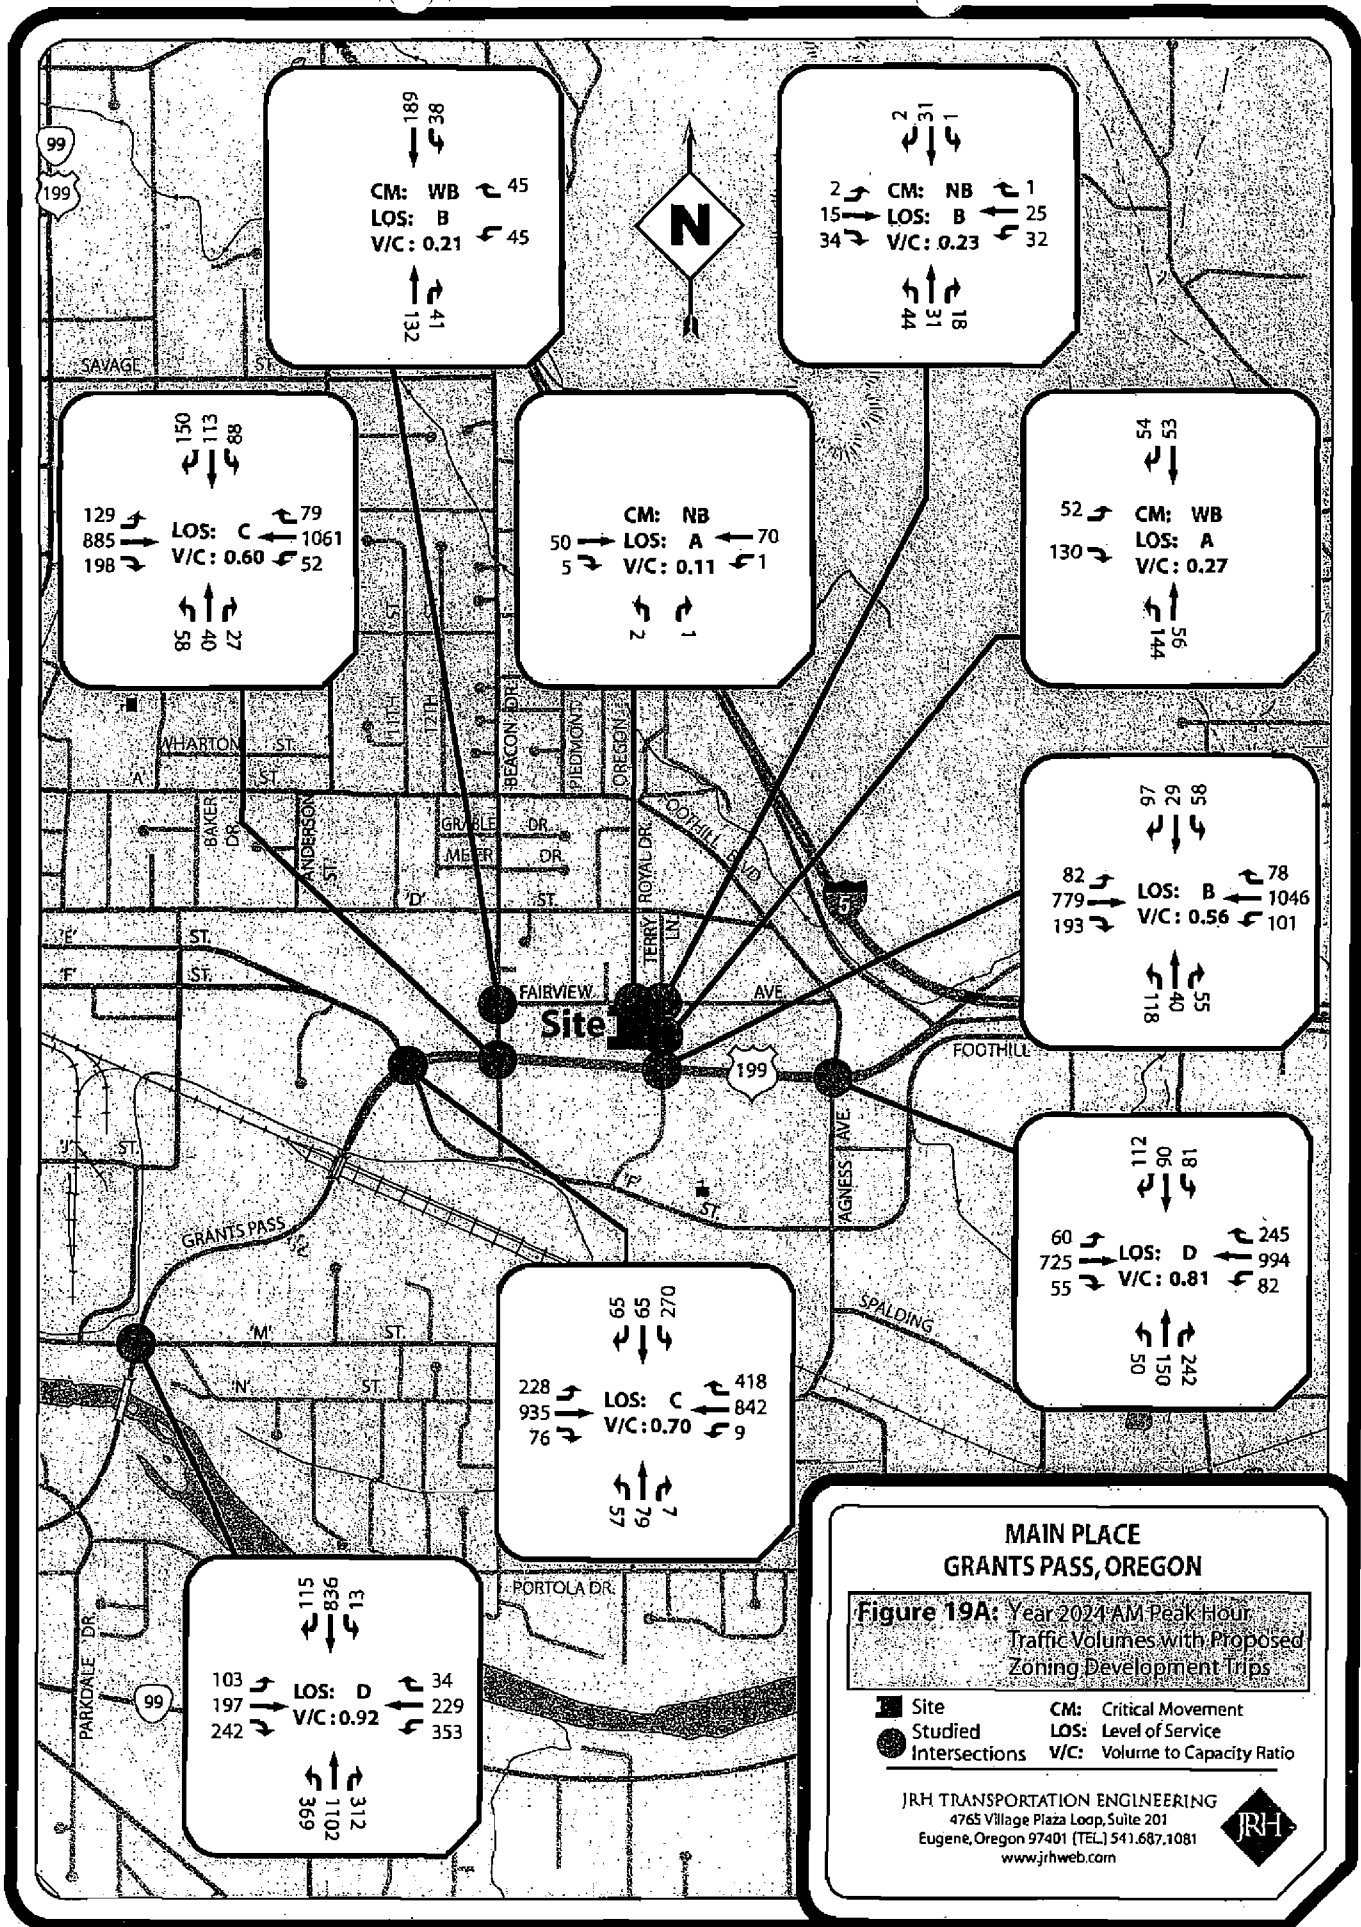 99
199
189
38
CM: WB
45
LOS: B
V/C: 0.21
45
132
41
N
2
31
1
2
CM: NB
1
15
LOS: B
25
34
V/C: 0.23
32
44
31
18
SAVAGE ST.
150
113
88
129
79
885
LOS: C
1061
198
V/C: 0.60
52
58
40
27
CM: NB
50
LOS: A
70
5
V/C: 0.11
1
2
1
54
53
52
CM: WB
LOS: A
130
V/C: 0.27
144
56
ST.
11TH
12TH
BEACON DR.
PIEDMONT
OREGON
WHARTON ST.
'A' ST.
BAKER DR.
ANDERSON ST.
GRABLE DR.
MEIER DR.
'D' ST.
ROYAL DR.
TERRY LN.
5
'E' ST.
'F' ST.
FAIRVIEW AVE.
Site
199
FOOTHILL
97
29
58
82
78
779
LOS: B
1046
193
V/C: 0.56
101
118
40
55
'J' ST.
GRANTS PASS
'F' ST.
AGNESS AVE.
SPALDING
112
90
81
60
245
725
LOS: D
994
55
V/C: 0.81
82
50
150
242
'M' ST.
'N' ST.
65
65
270
228
418
935
LOS: C
842
76
V/C: 0.70
9
57
79
7
PORTOLA DR.
PARKDALE DR.
99
115
836
13
103
34
197
LOS: D
229
242
V/C: 0.92
353
369
1102
312
MAIN PLACE
GRANTS PASS, OREGON
Figure 19A: Year 2024 AM Peak Hour
Traffic Volumes with Proposed
Zoning Development Trips
Site
CM: Critical Movement
Studied
LOS: Level of Service
Intersections
V/C: Volume to Capacity Ratio
JRH TRANSPORTATION ENGINEERING
4765 Village Plaza Loop, Suite 201
Eugene, Oregon 97401 (TEL.) 541.687.1081
www.jrhweb.com
JRH